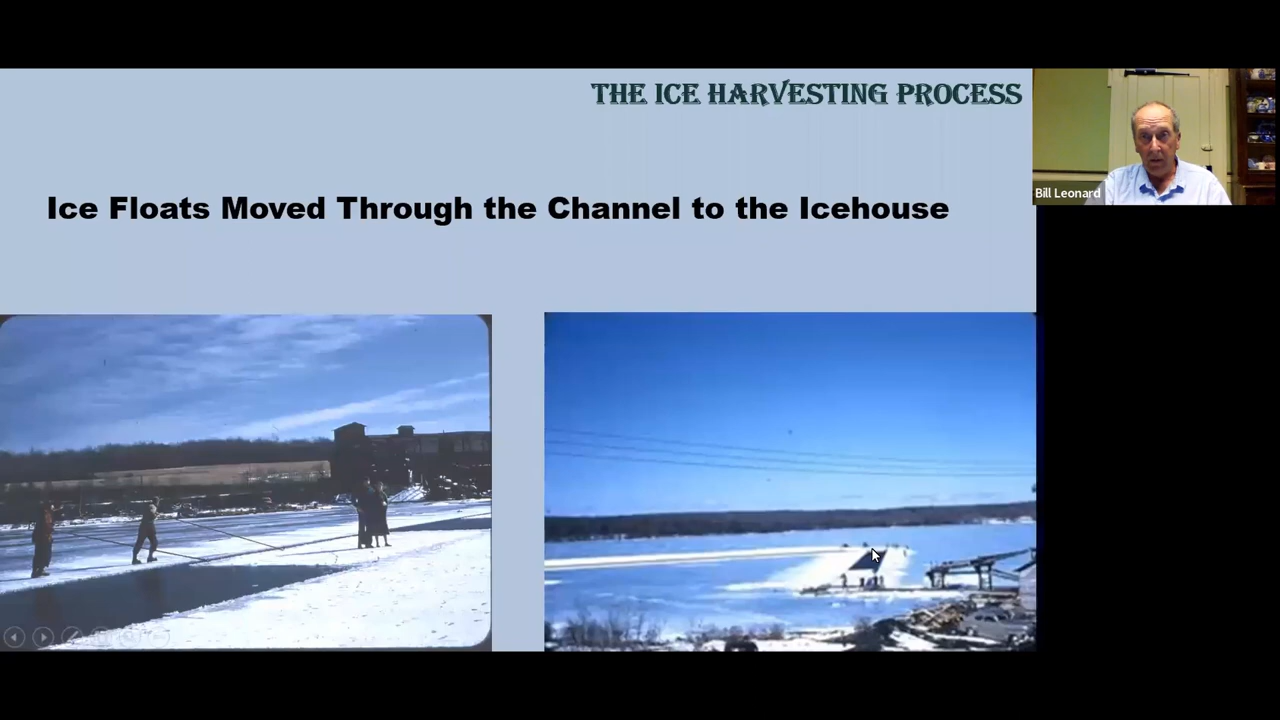 THE ICE HARVESTING PROCESS
Bill Leonard
Ice Floats Moved Through the Channel to the Icehouse